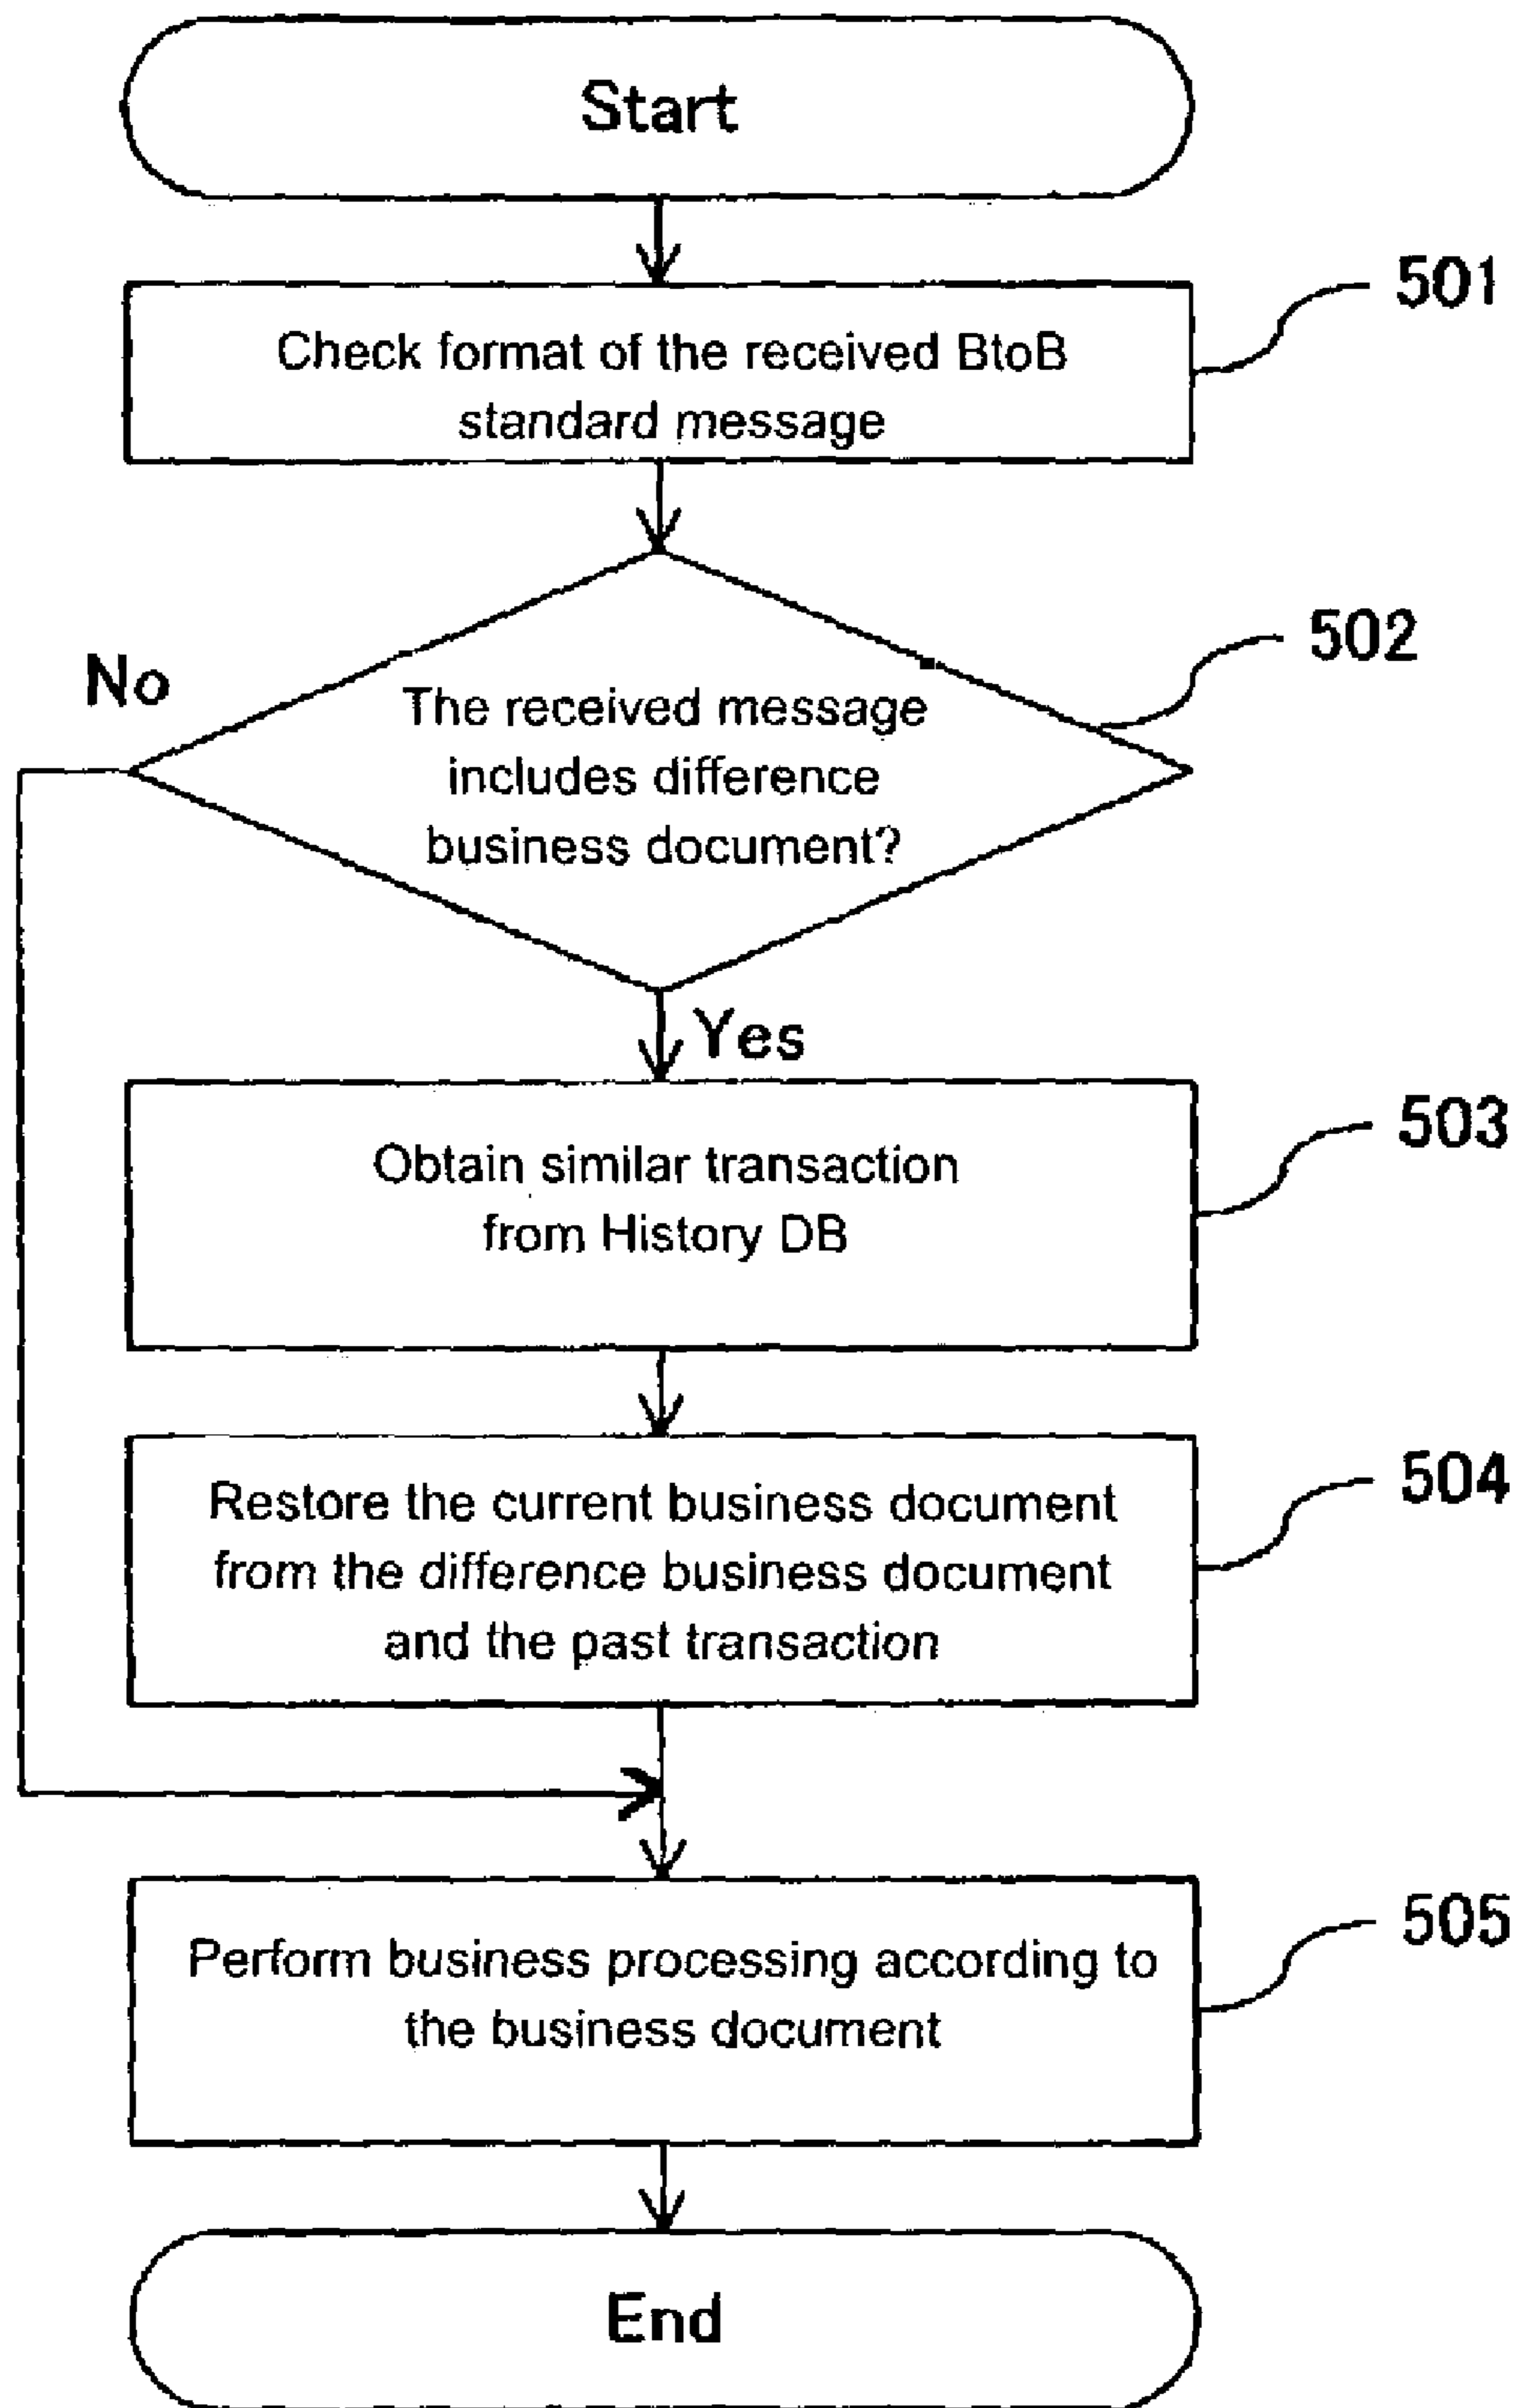 Start
501
Check format of the received BtoB
standard message
502
No
The received message
includes difference
business document?
Yes
503
Obtain similar transaction
from History DB
504
Restore the current business document
from the difference business document
and the past transaction
505
Perform business processing according to
the business document
End